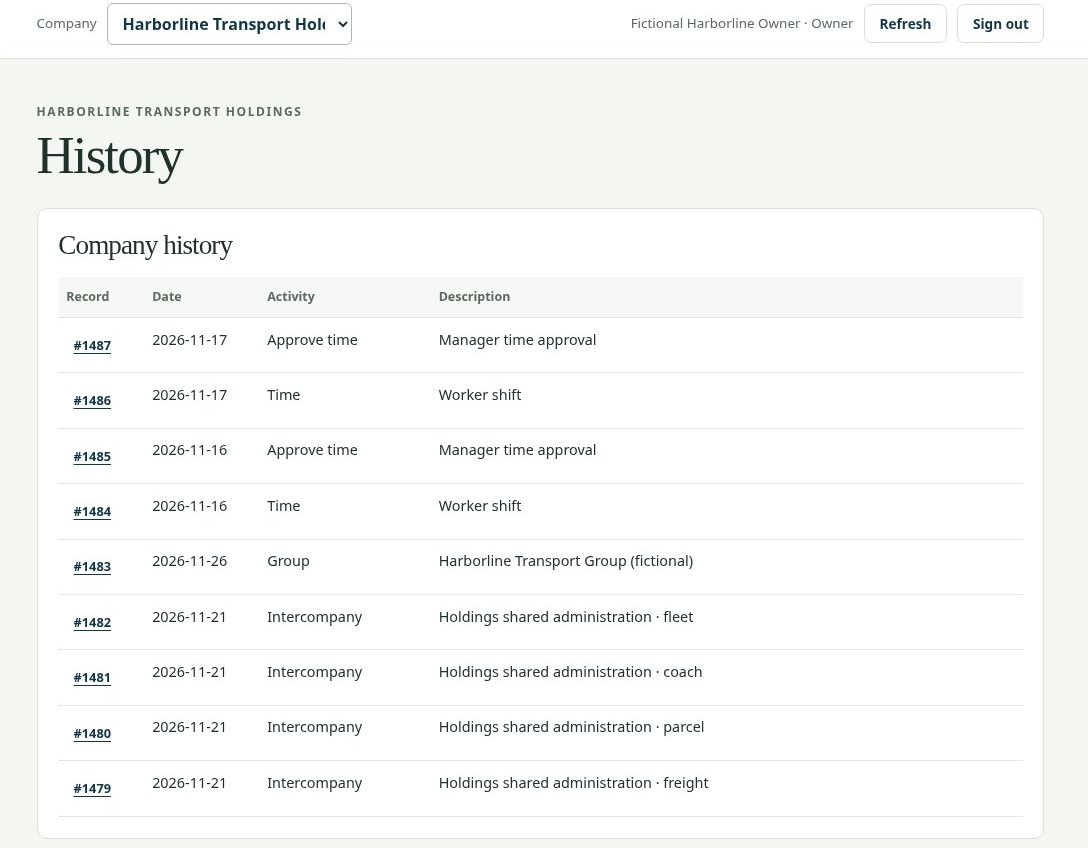 Company Harborline Transport Hol Fictional Harborline Owner · Owner Refresh Sign out
HARBORLINE TRANSPORT HOLDINGS
History
Company history
Record Date Activity Description
#1487 2026-11-17 Approve time Manager time approval
#1486 2026-11-17 Time Worker shift
#1485 2026-11-16 Approve time Manager time approval
#1484 2026-11-16 Time Worker shift
#1483 2026-11-26 Group Harborline Transport Group (fictional)
#1482 2026-11-21 Intercompany Holdings shared administration · fleet
#1481 2026-11-21 Intercompany Holdings shared administration · coach
#1480 2026-11-21 Intercompany Holdings shared administration · parcel
#1479 2026-11-21 Intercompany Holdings shared administration · freight